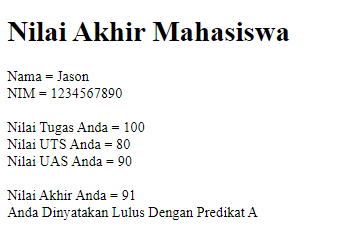 Nilai Akhir Mahasiswa
Nama = Jason
NIM = 1234567890
Nilai Tugas Anda = 100
Nilai UTS Anda = 80
Nilai UAS Anda = 90
Nilai Akhir Anda = 91
Anda Dinyatakan Lulus Dengan Predikat A